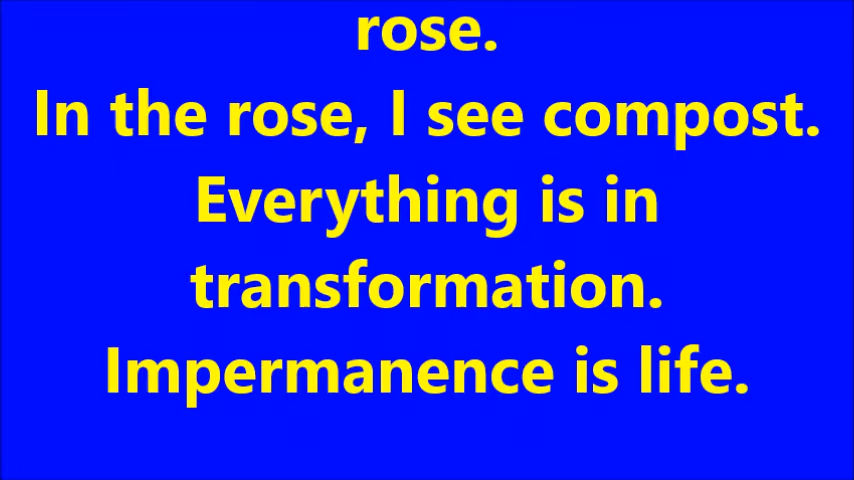 rose.
In the rose, I see compost.
Everything is in
transformation.
Impermanence is life.